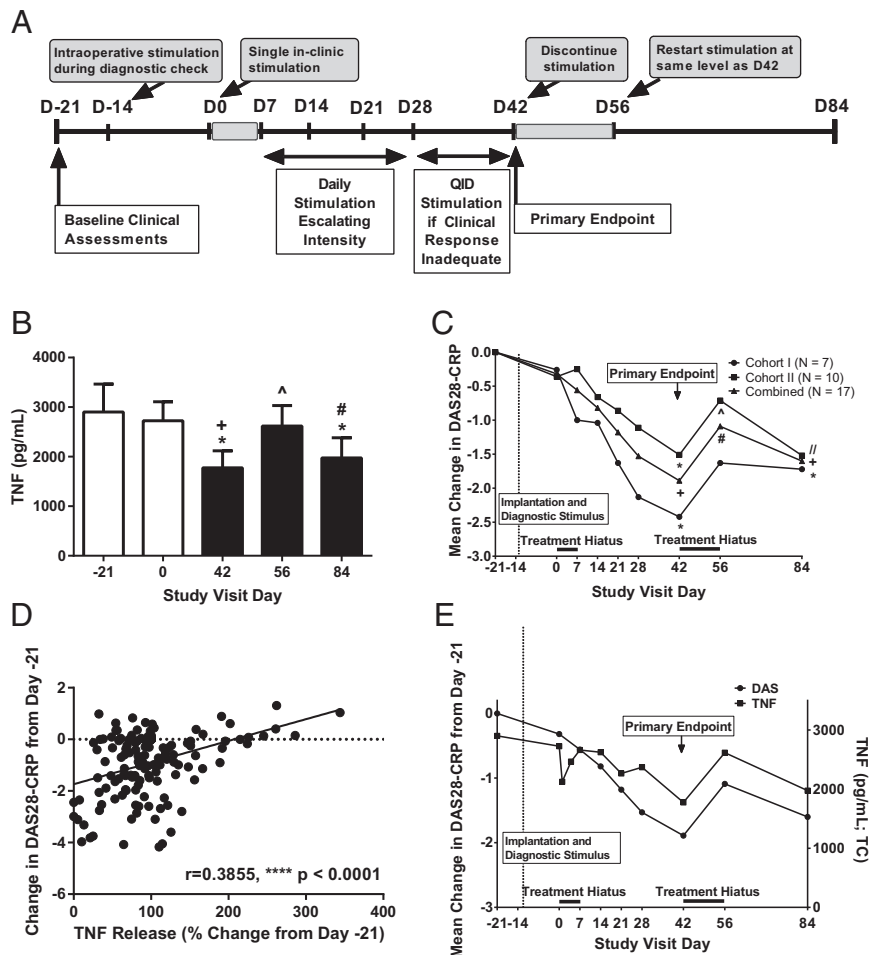 A
Intraoperative stimulation
during diagnostic check
Single in-clinic
stimulation
Discontinue
stimulation
Restart stimulation at
same level as D42
D-21 D-14 D0 D7 D14 D21 D28 D42 D56 D84
Baseline Clinical
Assessments
Daily
Stimulation
Escalating
Intensity
QID
Stimulation
if Clinical
Response
Inadequate
Primary Endpoint
B
TNF (pg/mL)
4000
3000
2000
1000
0
+
*
^
#
*
-21 0 42 56 84
Study Visit Day
C
Mean Change in DAS28-CRP
0.0
-0.5
-1.0
-1.5
-2.0
-2.5
-3.0
Primary Endpoint
Cohort I (N = 7)
Cohort II (N = 10)
Combined (N = 17)
*
+
*
^
#
//
+
*
Implantation and
Diagnostic Stimulus
Treatment Hiatus Treatment Hiatus
-21 -14 0 7 14 21 28 42 56 84
Study Visit Day
D
Change in DAS28-CRP from Day -21
2
0
-2
-4
-6
r=0.3855, **** p < 0.0001
0 100 200 300 400
TNF Release (% Change from Day -21)
E
Mean Change in DAS28-CRP from Day -21
0
-1
-2
-3
DAS
TNF
Primary Endpoint
Implantation and
Diagnostic Stimulus
Treatment Hiatus Treatment Hiatus
3000
2000
1000
0
TNF (pg/mL; TC)
-21 -14 0 7 14 21 28 42 56 84
Study Visit Day